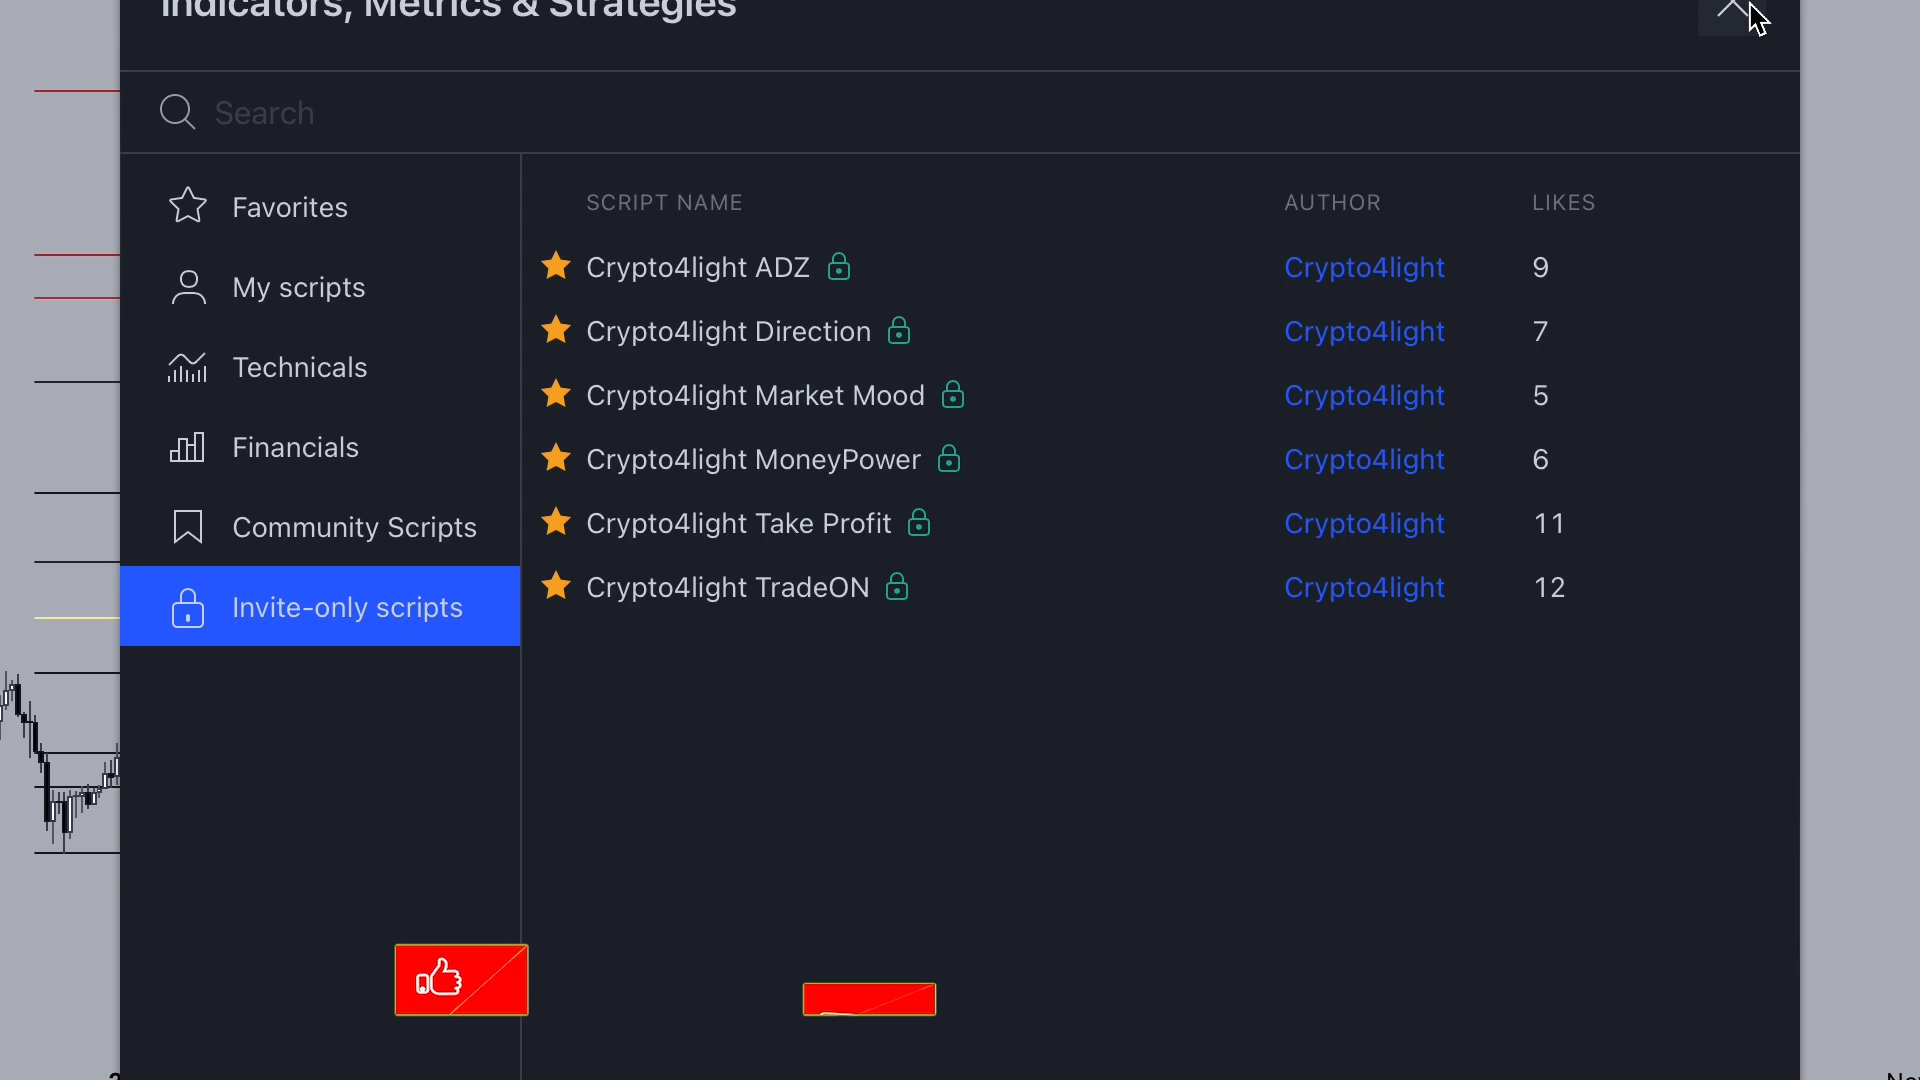 Indicators, Metrics & Strategies
Search
Favorites
My scripts
Technicals
Financials
Community Scripts
Invite-only scripts
SCRIPT NAME AUTHOR LIKES
Crypto4light ADZ Crypto4light 9
Crypto4light Direction Crypto4light 7
Crypto4light Market Mood Crypto4light 5
Crypto4light MoneyPower Crypto4light 6
Crypto4light Take Profit Crypto4light 11
Crypto4light TradeON Crypto4light 12